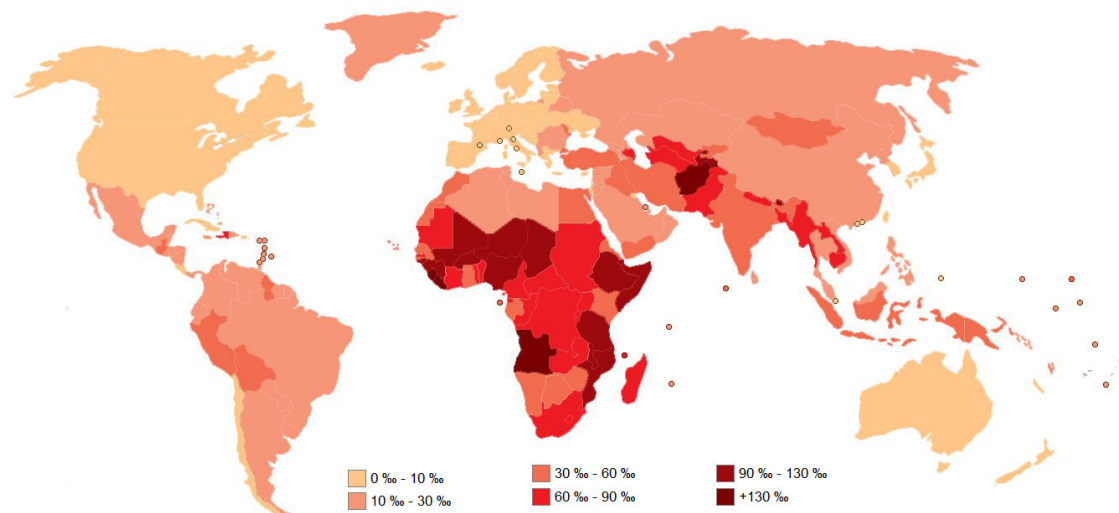 0 ‰ - 10 ‰
10 ‰ - 30 ‰
30 ‰ - 60 ‰
60 ‰ - 90 ‰
90 ‰ - 130 ‰
+130 ‰